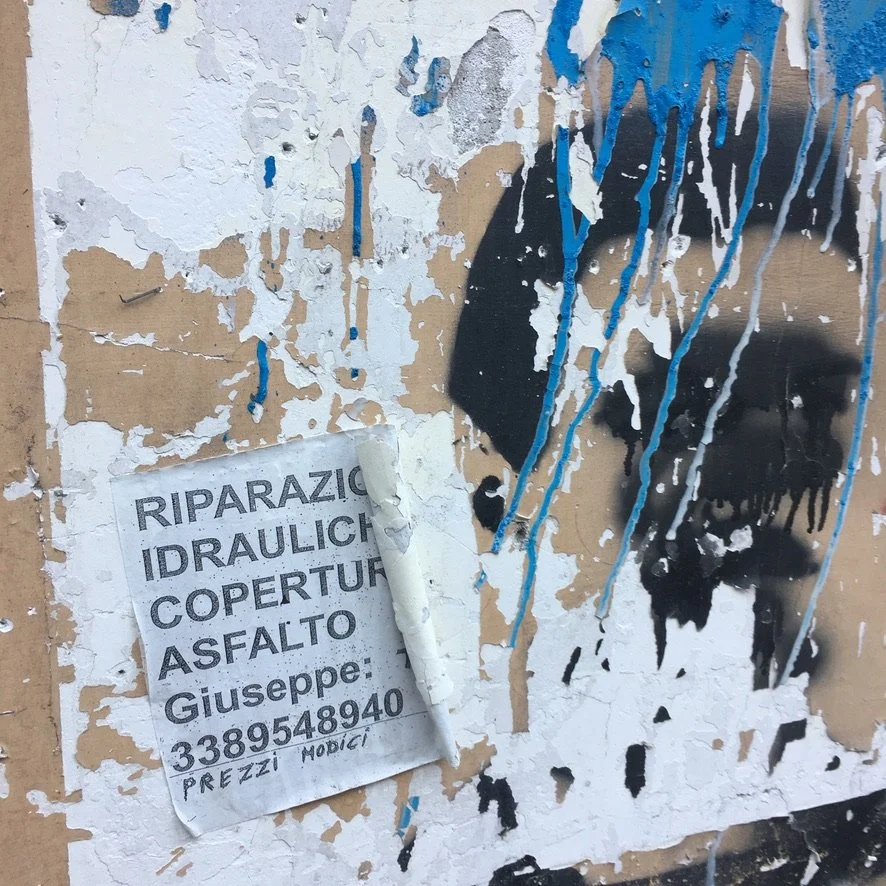 RIPARAZIO
IDRAULICH
COPERTUR
ASFALTO
Giuseppe:
3389548940
PREZZI MODICI